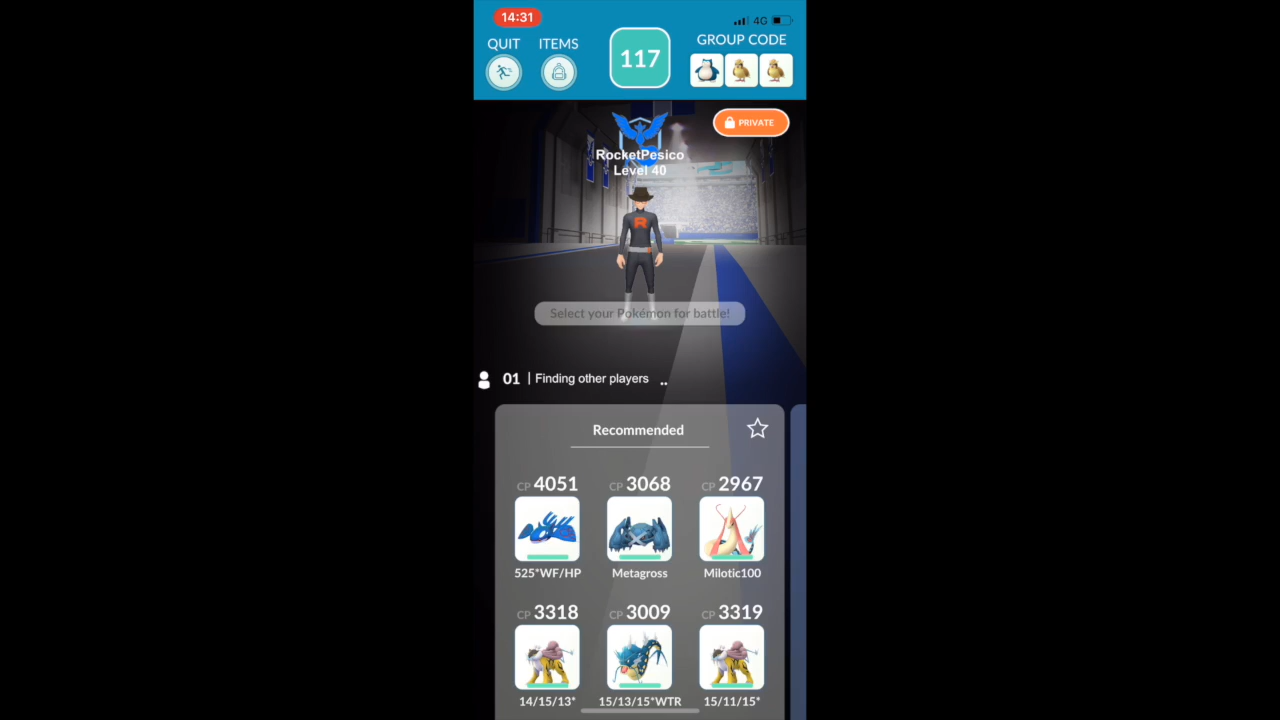 14:31
4G
QUIT
ITEMS
117
GROUP CODE
PRIVATE
RocketPesico
Level 40
R
Select your Pokémon for battle!
01 | Finding other players ..
Recommended
CP 4051
CP 3068
CP 2967
525*WF/HP
Metagross
Milotic100
CP 3318
CP 3009
CP 3319
14/15/13*
15/13/15*WTR
15/11/15*